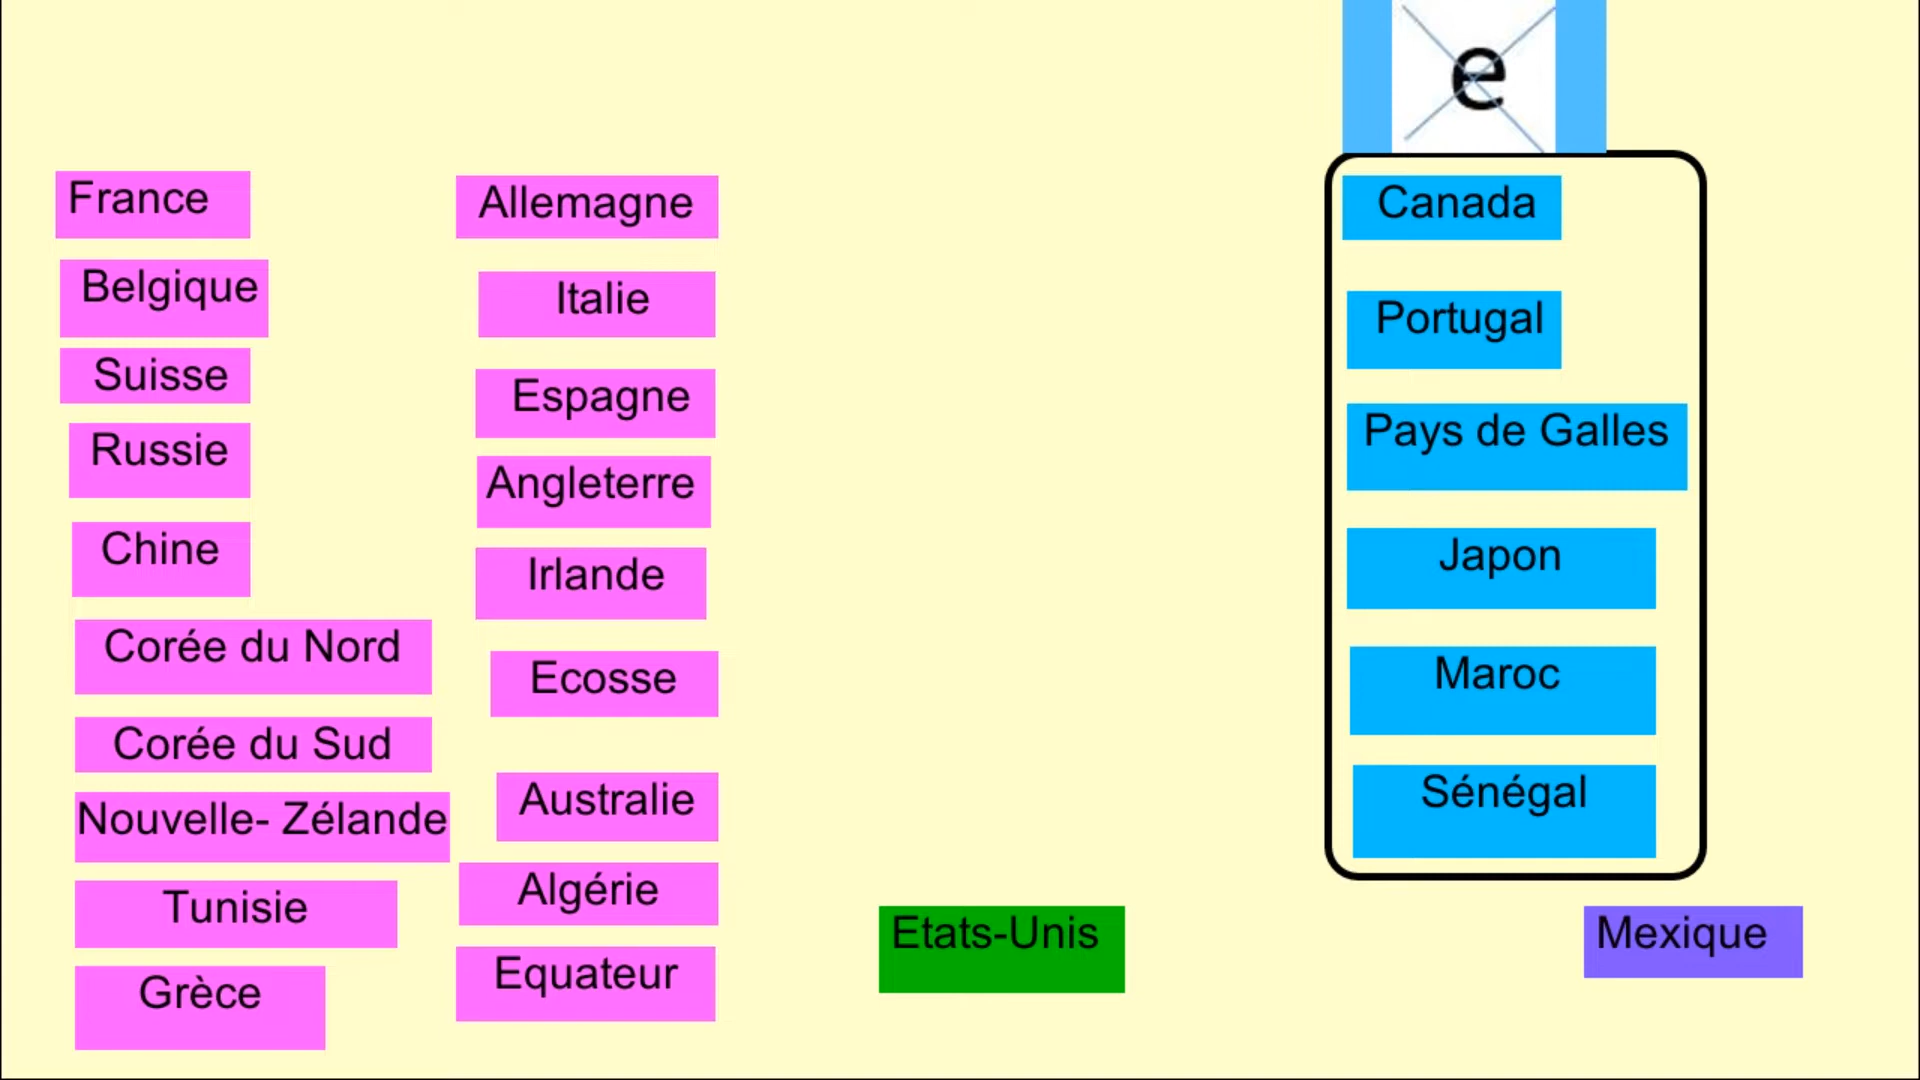 e
France
Belgique
Suisse
Russie
Chine
Corée du Nord
Corée du Sud
Nouvelle- Zélande
Tunisie
Grèce
Allemagne
Italie
Espagne
Angleterre
Irlande
Ecosse
Australie
Algérie
Equateur
Etats-Unis
Canada
Portugal
Pays de Galles
Japon
Maroc
Sénégal
Mexique